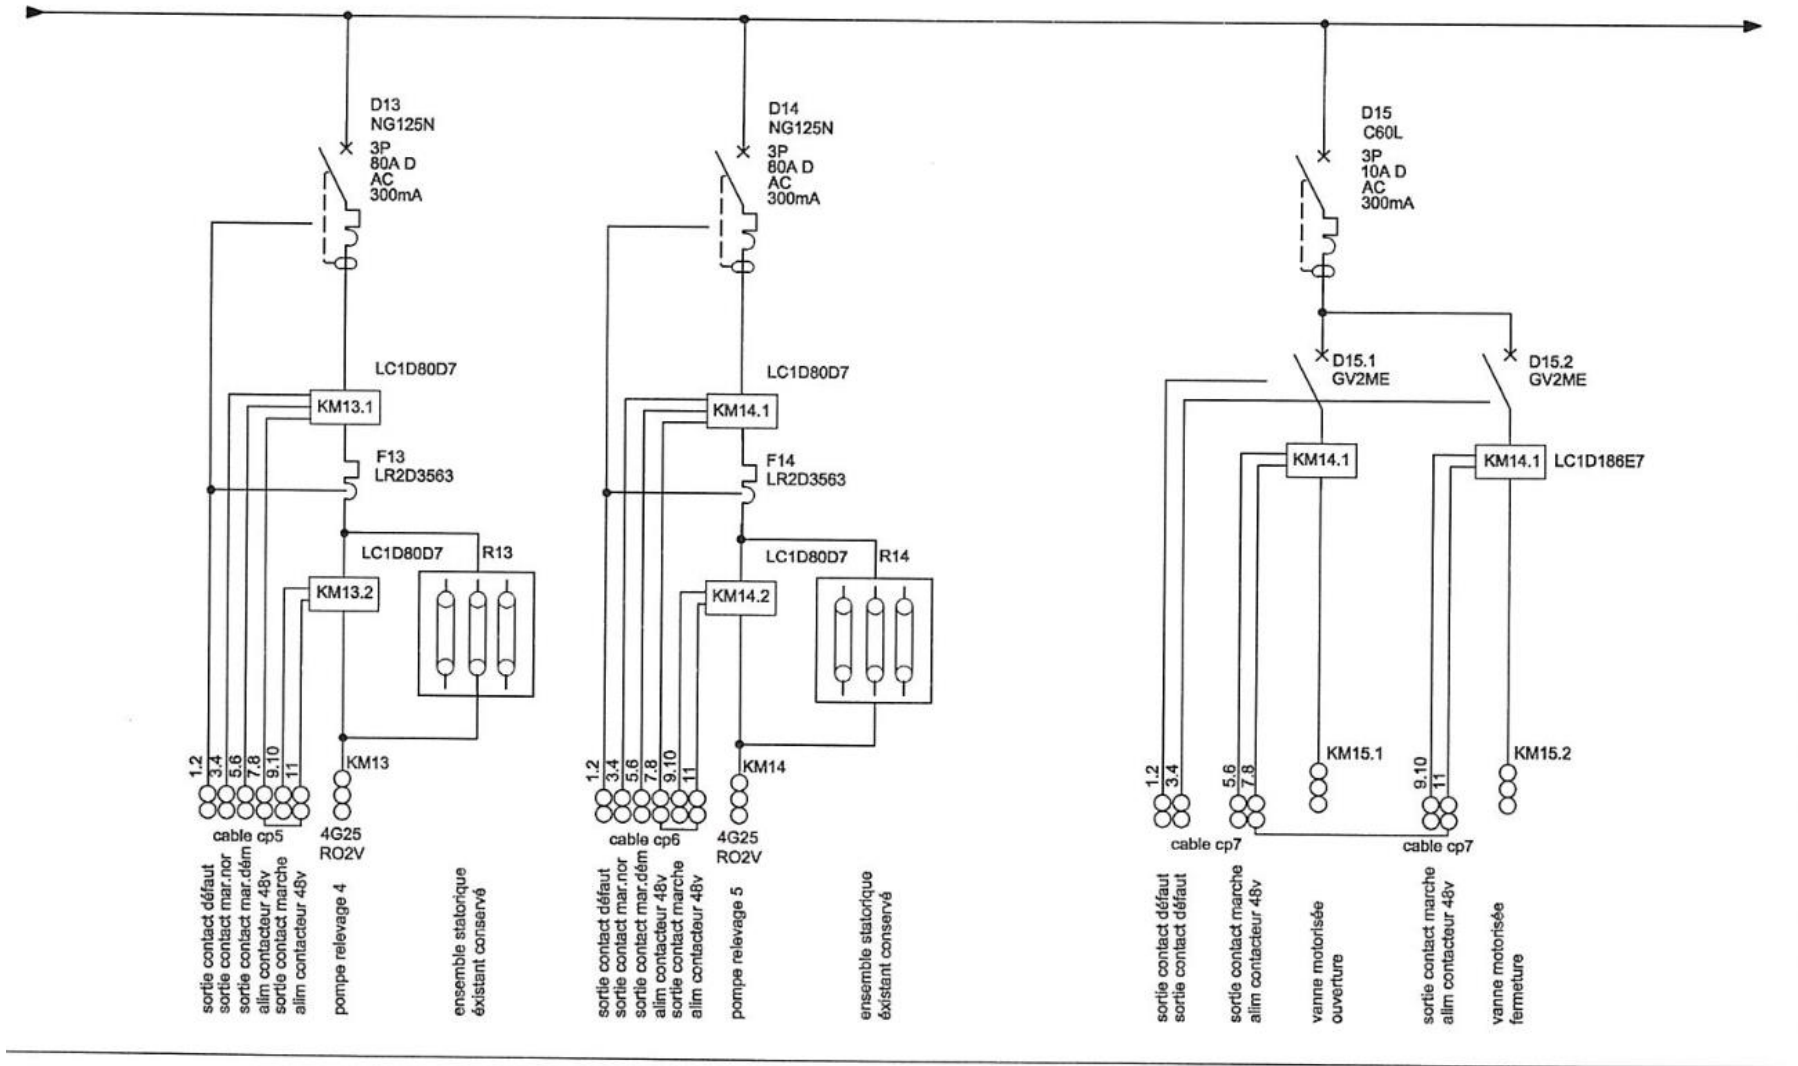 D13
NG125N
3P
80A D
AC
300mA
LC1D80D7
KM13.1
F13
LR2D3563
LC1D80D7
R13
KM13.2
1.2
3.4
5.6
7.8
9.10
11
KM13
cable cp5
4G25
RO2V
sortie contact défaut
sortie contact mar.nor
sortie contact mar.dém
alim contacteur 48v
sortie contact marche
alim contacteur 48v
pompe relevage 4
ensemble statorique
éxistant conservé
D14
NG125N
3P
80A D
AC
300mA
LC1D80D7
KM14.1
F14
LR2D3563
LC1D80D7
R14
KM14.2
1.2
3.4
5.6
7.8
9.10
11
KM14
cable cp6
4G25
RO2V
sortie contact défaut
sortie contact mar.nor
sortie contact mar.dém
alim contacteur 48v
sortie contact marche
alim contacteur 48v
pompe relevage 5
ensemble statorique
éxistant conservé
D15
C60L
3P
10A D
AC
300mA
D15.1
GV2ME
D15.2
GV2ME
KM14.1
KM14.1
LC1D186E7
1.2
3.4
5.6
7.8
KM15.1
9.10
11
KM15.2
cable cp7
cable cp7
sortie contact défaut
sortie contact défaut
sortie contact marche
alim contacteur 48v
vanne motorisée
ouverture
sortie contact marche
alim contacteur 48v
vanne motorisée
fermeture